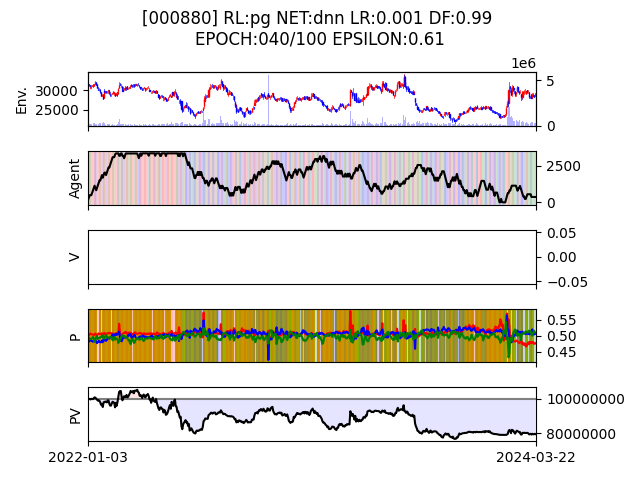 [000880] RL:pg NET:dnn LR:0.001 DF:0.99
EPOCH:040/100 EPSILON:0.61
1e6
Env.
30000
25000
5
0
Agent
2500
0
V
0.05
0.00
−0.05
P
0.55
0.50
0.45
PV
100000000
80000000
2022-01-03
2024-03-22